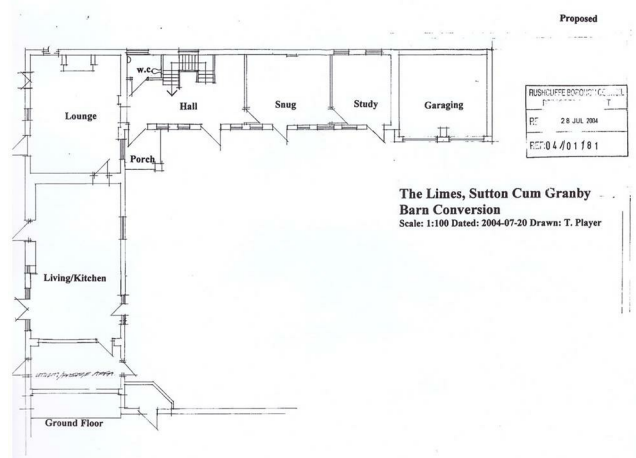 Proposed
W.C.
Lounge
Hall
Snug
Study
Garaging
RUSHCLIFFE BOROUGH COUNCIL
28 JUL 2004
REF: 04/01181
Porch
The Limes, Sutton Cum Granby
Barn Conversion
Scale: 1:100 Dated: 2004-07-20 Drawn: T. Player
Living/Kitchen
Ground Floor